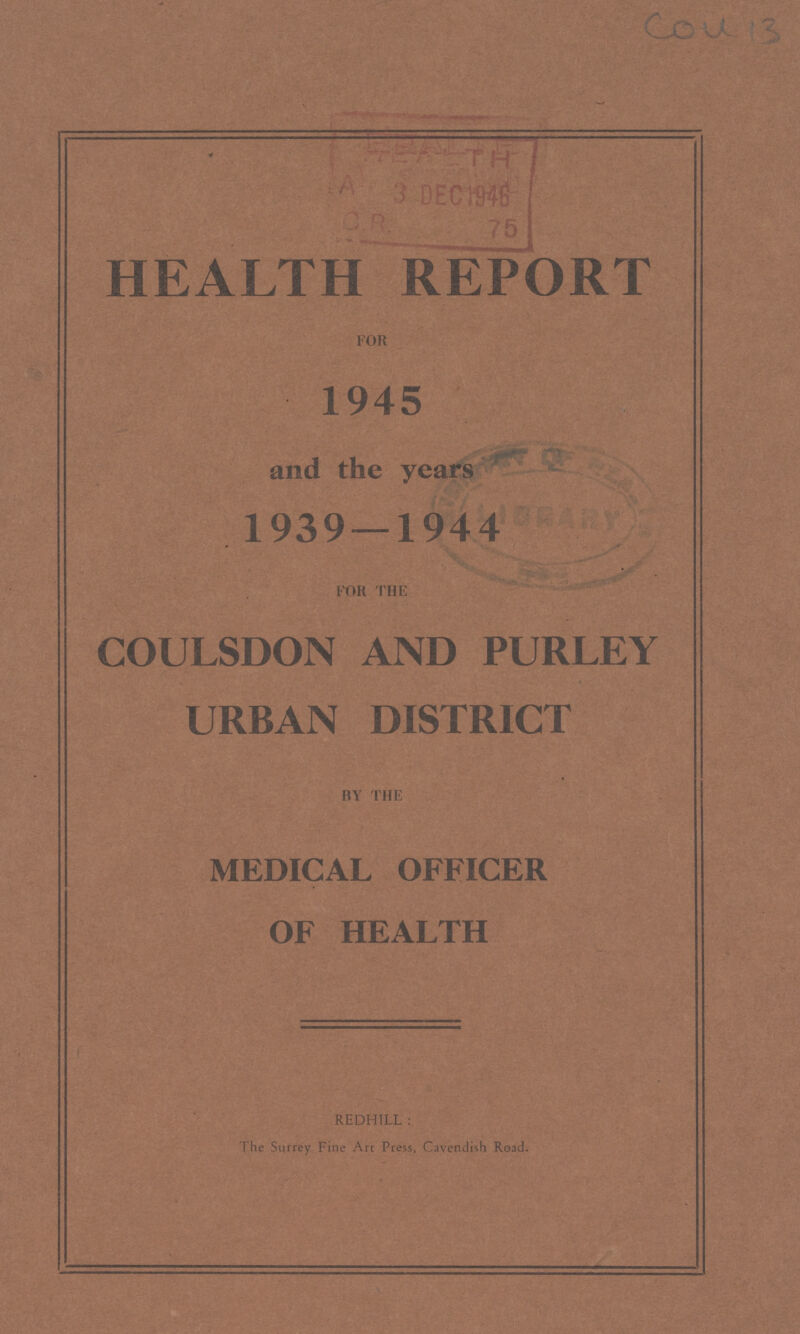 COU 13
3 DEC 1946
C.R. 75
HEALTH REPORT
FOR
1945
and the years
1939—1944
LIBRARY
FOR THE
COULSDON AND PURLEY
URBAN DISTRICT
BY THE
MEDICAL OFFICER
OF HEALTH
REDHILL :
The Surrey Fine Art Press, Cavendish Road.